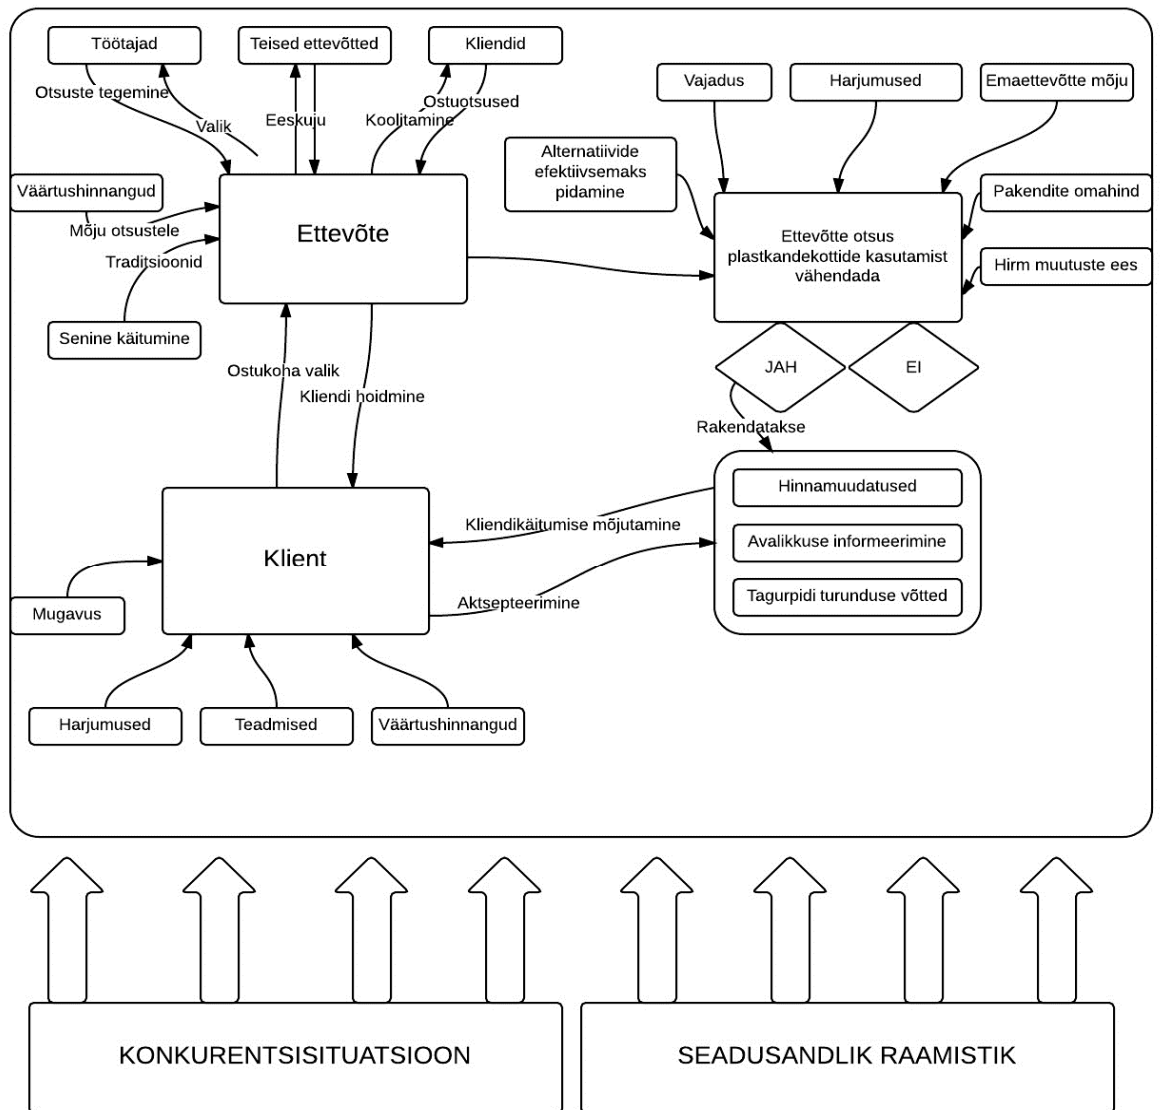 Töötajad
Teised ettevõtted
Kliendid
Otsuste tegemine
Valik
Eeskuju
Koolitamine
Ostuotsused
Vajadus
Harjumused
Emaettevõtte mõju
Alternatiivide
efektiivsemaks
pidamine
Väärtushinnangud
Mõju otsustele
Traditsioonid
Senine käitumine
Ettevõte
Ettevõtte otsus
plastkandekottide kasutamist
vähendada
Pakendite omahind
Hirm muutuste ees
JAH
EI
Ostukoha valik
Kliendi hoidmine
Rakendatakse
Hinnamuudatused
Avalikkuse informeerimine
Tagurpidi turunduse võtted
Kliendikäitumise mõjutamine
Aktsepteerimine
Klient
Mugavus
Harjumused
Teadmised
Väärtushinnangud
KONKURENTSISITUATSIOON
SEADUSANDLIK RAAMISTIK